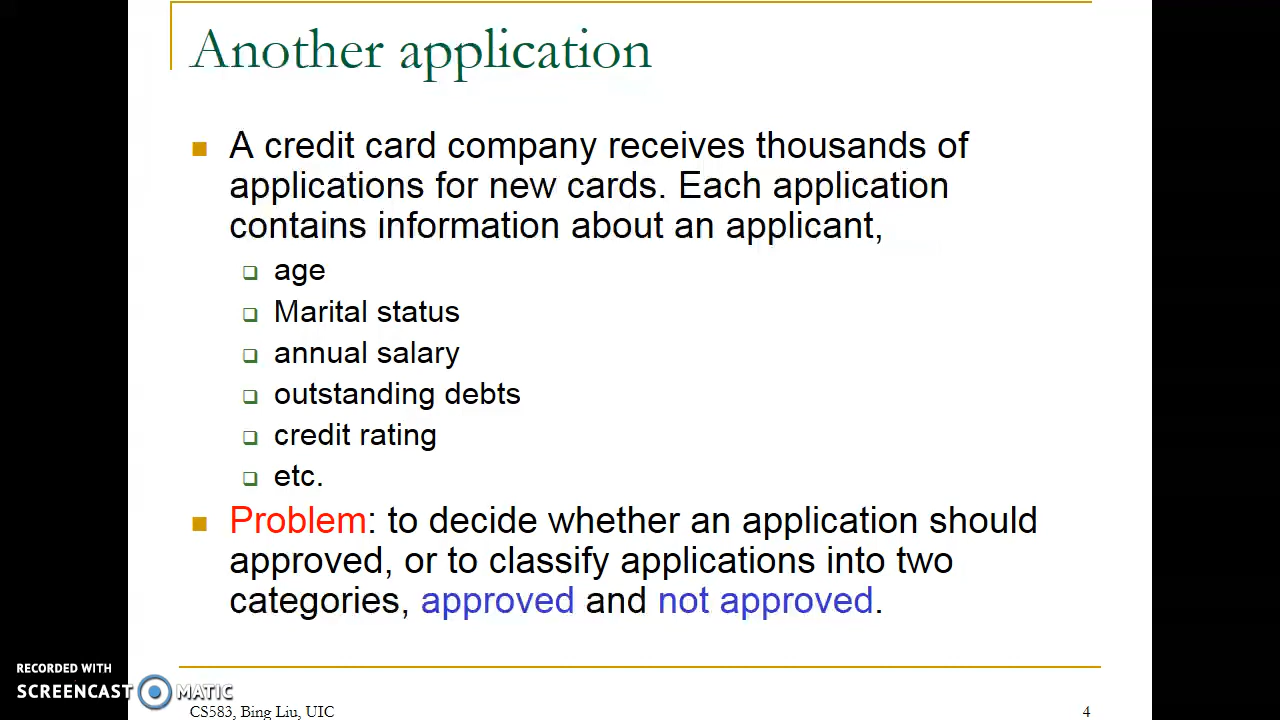 Another application
A credit card company receives thousands of
applications for new cards. Each application
contains information about an applicant,
age
Marital status
annual salary
outstanding debts
credit rating
etc.
Problem: to decide whether an application should
approved, or to classify applications into two
categories, approved and not approved.
RECORDED WITH
SCREENCAST MATIC
CS583, Bing Liu, UIC
4